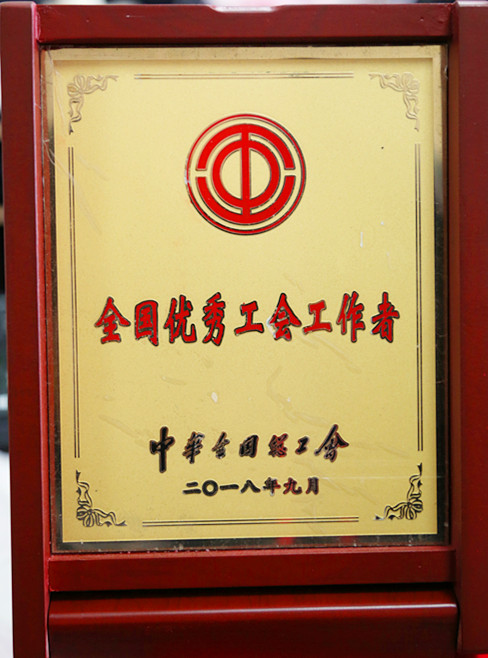 全国优秀工会工作者
中华全国总工会
二〇一八年九月